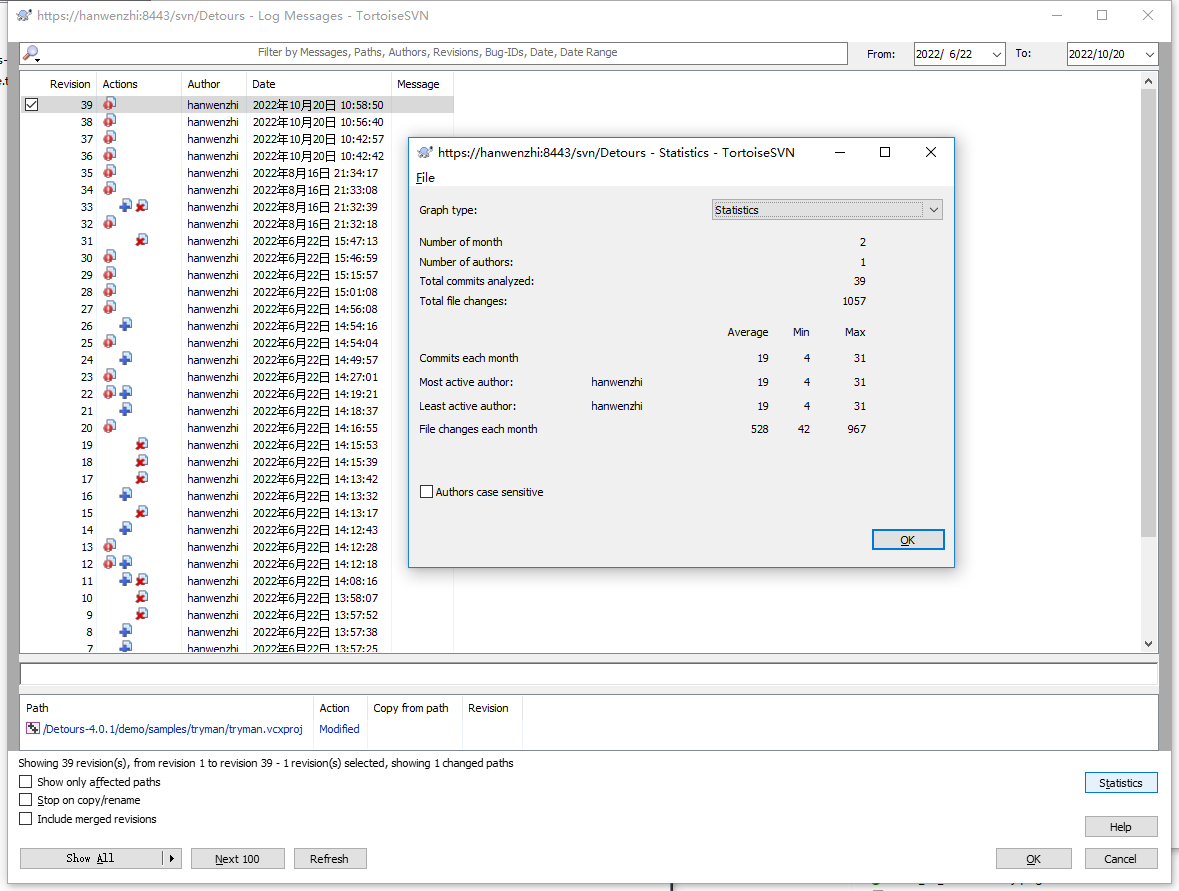 https://hanwenzhi:8443/svn/Detours - Log Messages - TortoiseSVN
Filter by Messages, Paths, Authors, Revisions, Bug-IDs, Date, Date Range
From: 2022/ 6/22 To: 2022/10/20
Revision Actions Author Date Message
39 hanwenzhi 2022年10月20日 10:58:50
38 hanwenzhi 2022年10月20日 10:56:40
37 hanwenzhi 2022年10月20日 10:42:57
36 hanwenzhi 2022年10月20日 10:42:42
35 hanwenzhi 2022年8月16日 21:34:17
34 hanwenzhi 2022年8月16日 21:33:08
33 hanwenzhi 2022年8月16日 21:32:39
32 hanwenzhi 2022年8月16日 21:32:18
31 hanwenzhi 2022年6月22日 15:47:13
30 hanwenzhi 2022年6月22日 15:46:59
29 hanwenzhi 2022年6月22日 15:15:57
28 hanwenzhi 2022年6月22日 15:01:08
27 hanwenzhi 2022年6月22日 14:56:08
26 hanwenzhi 2022年6月22日 14:54:16
25 hanwenzhi 2022年6月22日 14:54:04
24 hanwenzhi 2022年6月22日 14:49:57
23 hanwenzhi 2022年6月22日 14:27:01
22 hanwenzhi 2022年6月22日 14:19:21
21 hanwenzhi 2022年6月22日 14:18:37
20 hanwenzhi 2022年6月22日 14:16:55
19 hanwenzhi 2022年6月22日 14:15:53
18 hanwenzhi 2022年6月22日 14:15:39
17 hanwenzhi 2022年6月22日 14:13:42
16 hanwenzhi 2022年6月22日 14:13:32
15 hanwenzhi 2022年6月22日 14:13:17
14 hanwenzhi 2022年6月22日 14:12:43
13 hanwenzhi 2022年6月22日 14:12:28
12 hanwenzhi 2022年6月22日 14:12:18
11 hanwenzhi 2022年6月22日 14:08:16
10 hanwenzhi 2022年6月22日 13:58:07
9 hanwenzhi 2022年6月22日 13:57:52
8 hanwenzhi 2022年6月22日 13:57:38
7 hanwenzhi 2022年6月22日 13:57:25
https://hanwenzhi:8443/svn/Detours - Statistics - TortoiseSVN
File
Graph type: Statistics
Number of month 2
Number of authors: 1
Total commits analyzed: 39
Total file changes: 1057
Average Min Max
Commits each month 19 4 31
Most active author: hanwenzhi 19 4 31
Least active author: hanwenzhi 19 4 31
File changes each month 528 42 967
Authors case sensitive
OK
Path Action Copy from path Revision
/Detours-4.0.1/demo/samples/tryman/tryman.vcxproj Modified
Showing 39 revision(s), from revision 1 to revision 39 - 1 revision(s) selected, showing 1 changed paths
Show only affected paths
Stop on copy/rename
Include merged revisions
Statistics
Help
Show All Next 100 Refresh OK Cancel